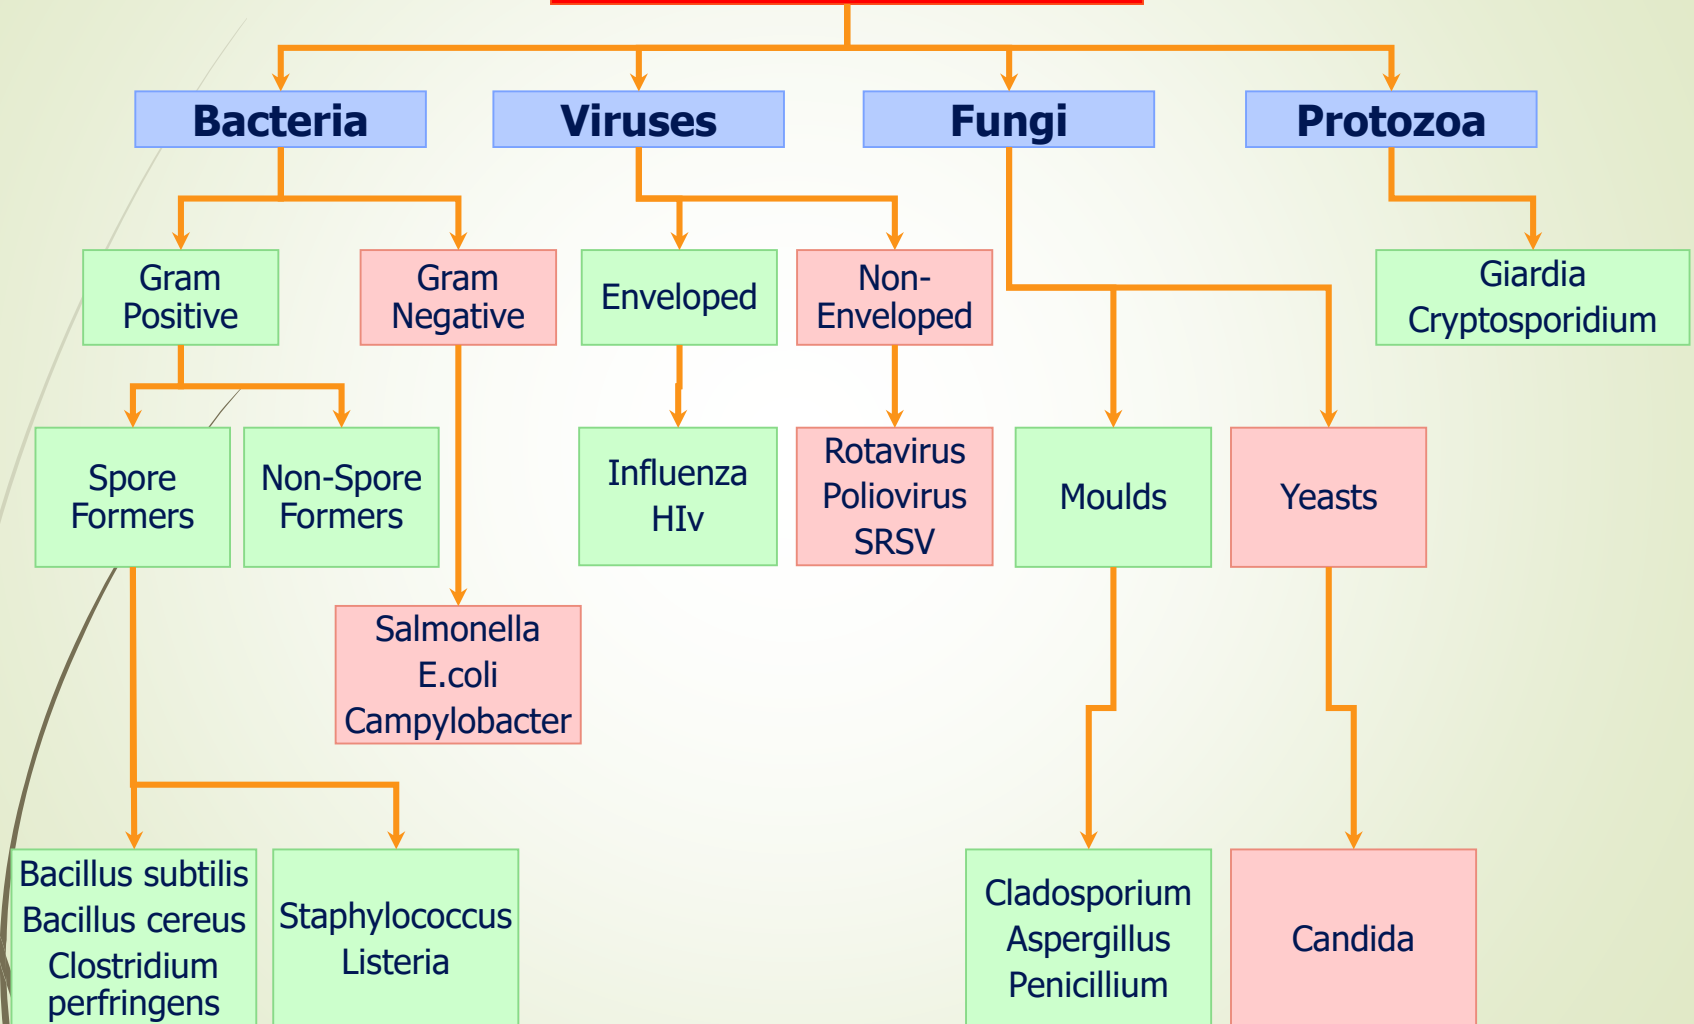 Bacteria
Viruses
Fungi
Protozoa
Gram
Positive
Gram
Negative
Enveloped
Non-
Enveloped
Giardia
Cryptosporidium
Spore
Formers
Non-Spore
Formers
Influenza
HIv
Rotavirus
Poliovirus
SRSV
Moulds
Yeasts
Salmonella
E.coli
Campylobacter
Bacillus subtilis
Bacillus cereus
Clostridium
perfringens
Staphylococcus
Listeria
Cladosporium
Aspergillus
Penicillium
Candida